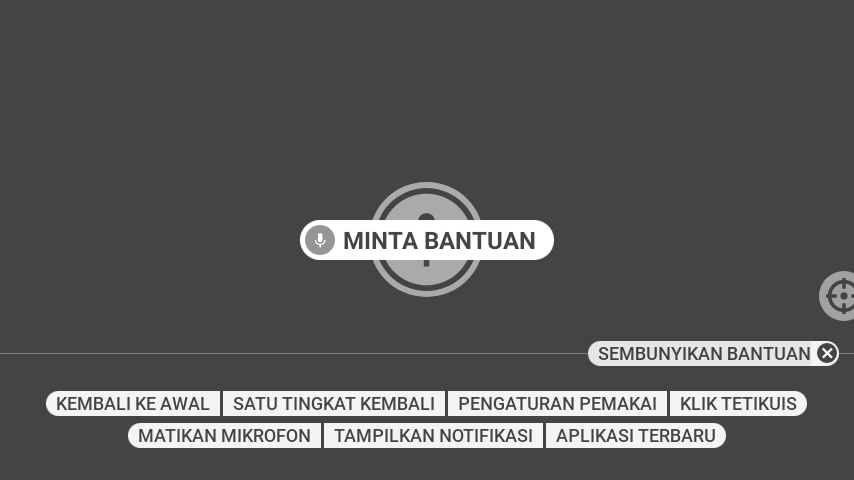 MINTA BANTUAN
SEMBUNYIKAN BANTUAN
KEMBALI KE AWAL SATU TINGKAT KEMBALI PENGATURAN PEMAKAI KLIK TETIKUIS
MATIKAN MIKROFON TAMPILKAN NOTIFIKASI APLIKASI TERBARU